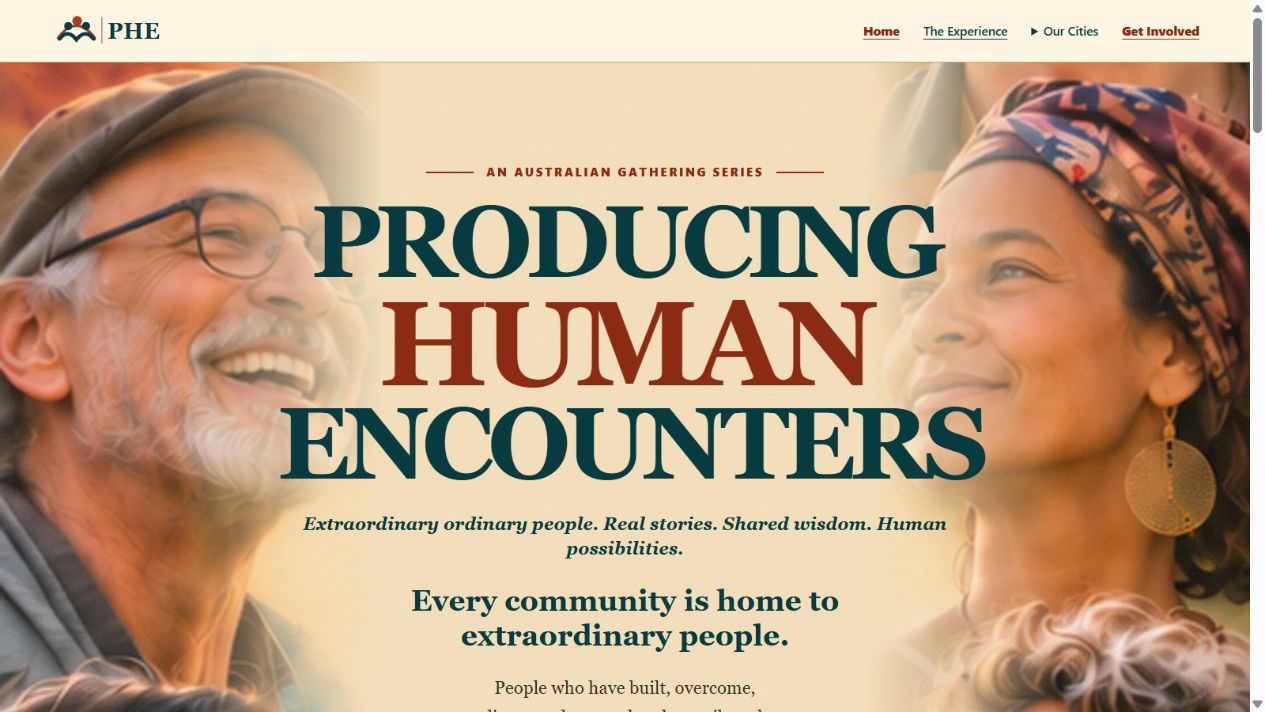 PHE
Home
The Experience
Our Cities
Get Involved
AN AUSTRALIAN GATHERING SERIES
PRODUCING
HUMAN
ENCOUNTERS
Extraordinary ordinary people. Real stories. Shared wisdom. Human
possibilities.
Every community is home to
extraordinary people.
People who have built, overcome,